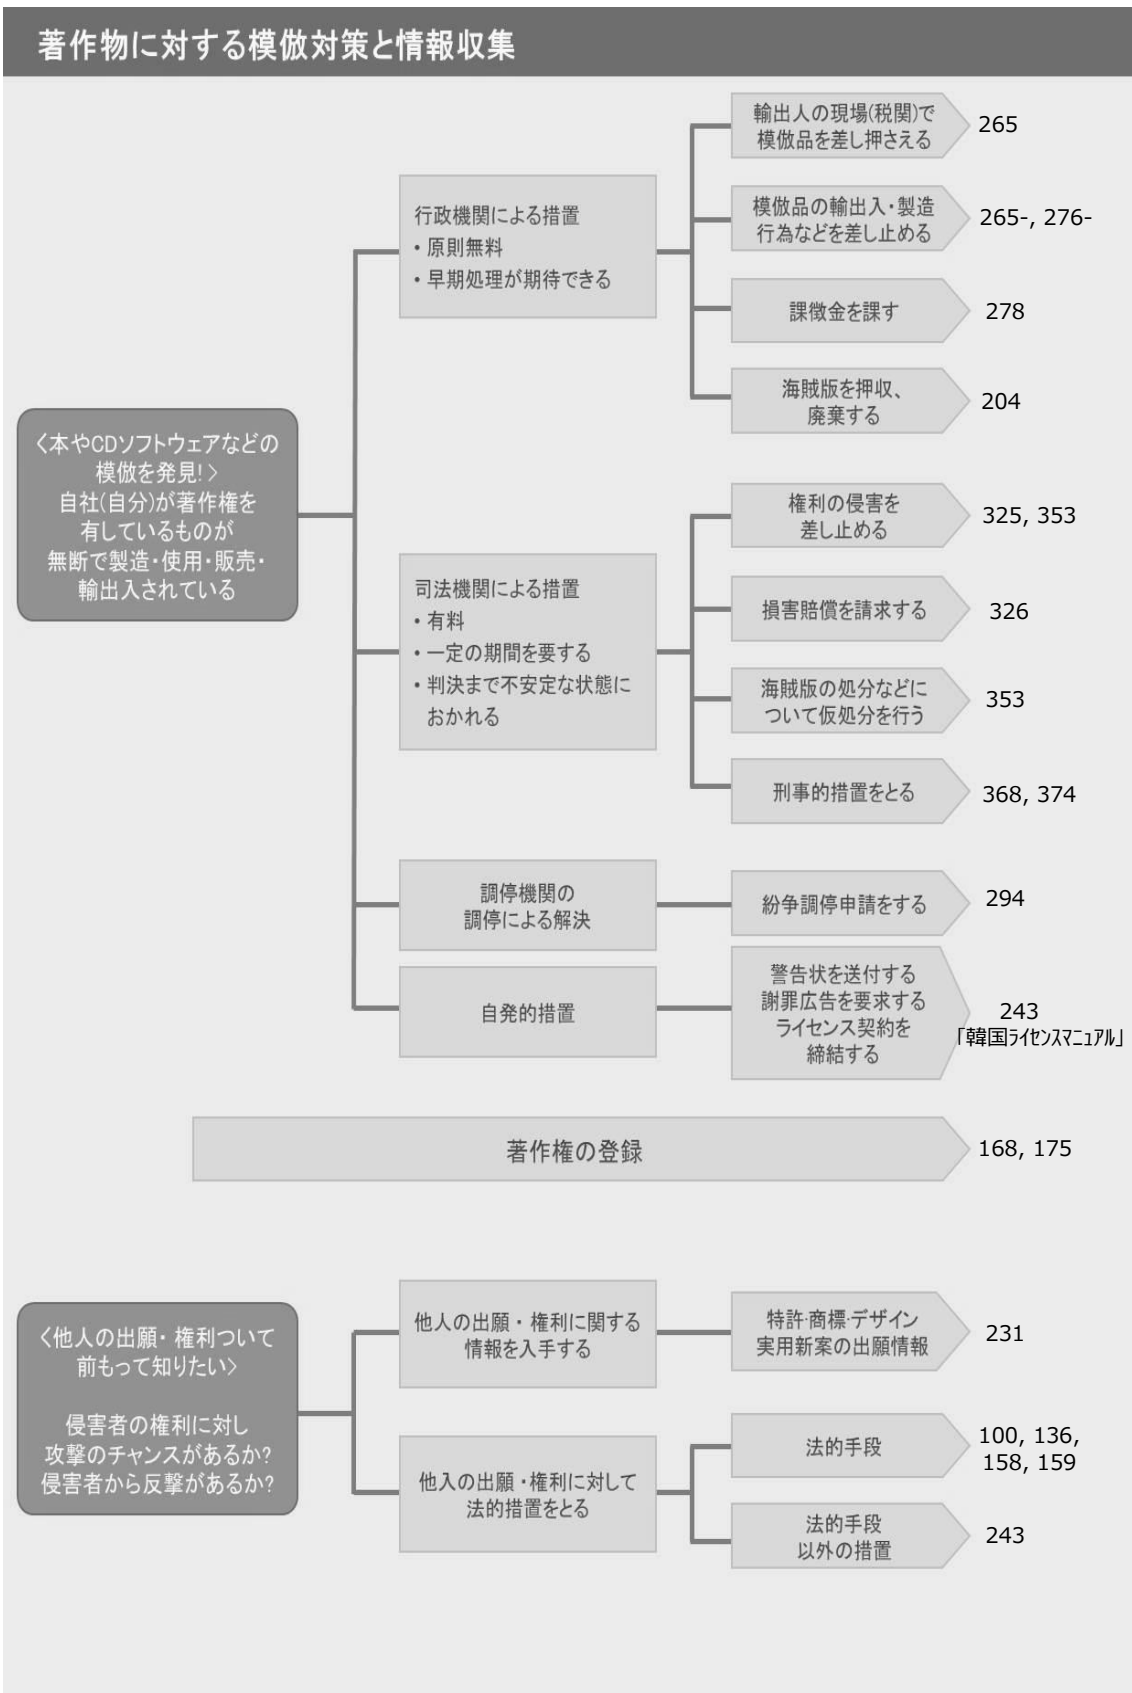 著作物に対する模倣対策と情報収集
輸出人の現場(税関)で
模倣品を差し押さえる
265
行政機関による措置
・原則無料
・早期処理が期待できる
模倣品の輸出入・製造
行為などを差し止める
265-, 276-
課徴金を課す
278
海賊版を押収、
廃棄する
204
<本やCDソフトウェアなどの
模倣を発見!>
自社(自分)が著作権を
有しているものが
無断で製造・使用・販売・
輸出入されている
権利の侵害を
差し止める
325, 353
司法機関による措置
・有料
・一定の期間を要する
・判決まで不安定な状態に
おかれる
損害賠償を請求する
326
海賊版の処分などに
ついて仮処分を行う
353
刑事的措置をとる
368, 374
調停機関の
調停による解決
紛争調停申請をする
294
自発的措置
警告状を送付する
謝罪広告を要求する
ライセンス契約を
締結する
243
「韓国ライセンスマニュアル」
著作権の登録
168, 175
<他人の出願・権利ついて
前もって知りたい>
侵害者の権利に対し
攻撃のチャンスがあるか?
侵害者から反撃があるか?
他人の出願・権利に関する
情報を入手する
特許·商標·デザイン
実用新案の出願情報
231
他入の出願・権利に対して
法的措置をとる
法的手段
100, 136,
158, 159
法的手段
以外の措置
243